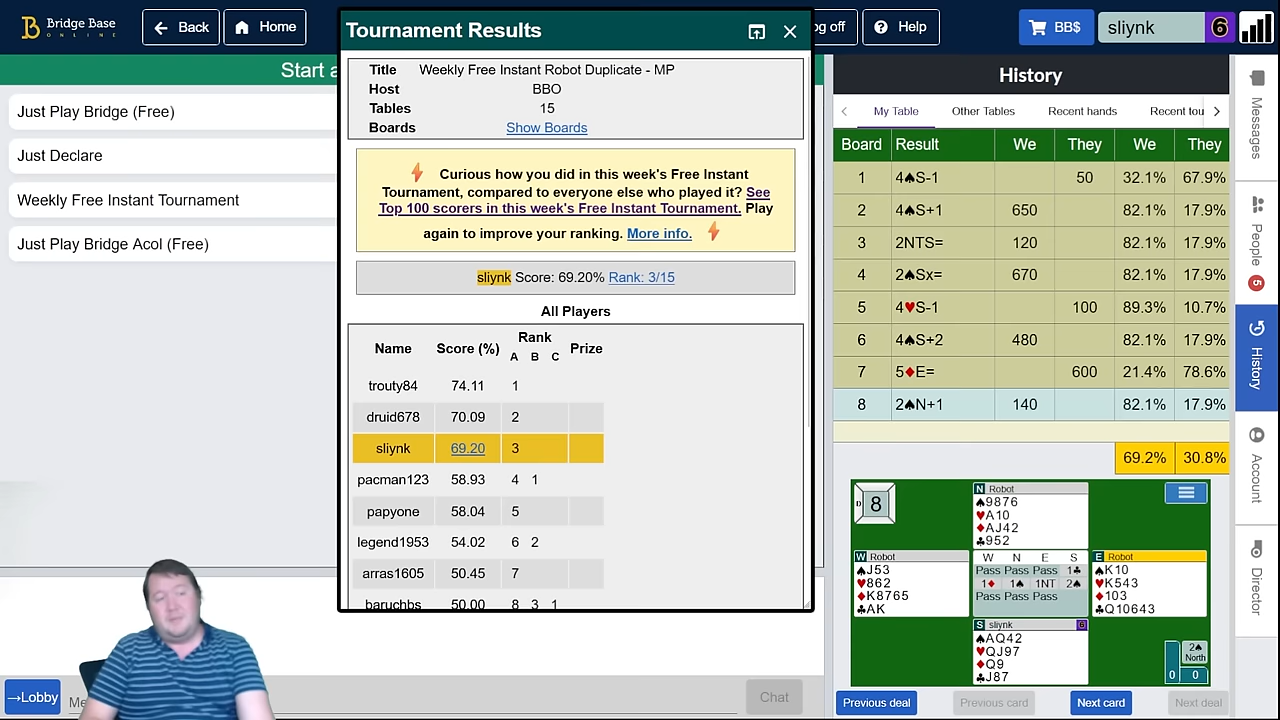 Bridge Base
ONLINE
Back
Home
og off
Help
BB$
sliynk
6
Start a
Just Play Bridge (Free)
Just Declare
Weekly Free Instant Tournament
Just Play Bridge Acol (Free)
→Lobby
Me
Chat
Tournament Results
Title Weekly Free Instant Robot Duplicate - MP
Host BBO
Tables 15
Boards Show Boards
Curious how you did in this week's Free Instant
Tournament, compared to everyone else who played it? See
Top 100 scorers in this week's Free Instant Tournament. Play
again to improve your ranking. More info.
sliynk Score: 69.20% Rank: 3/15
All Players
Name Score (%) Rank Prize
A B C
trouty84 74.11 1
druid678 70.09 2
sliynk 69.20 3
pacman123 58.93 4 1
papyone 58.04 5
legend1953 54.02 6 2
arras1605 50.45 7
baruchbs 50.00 8 3 1
History
My Table Other Tables Recent hands Recent tou
Board Result We They We They
1 4♠S-1 50 32.1% 67.9%
2 4♠S+1 650 82.1% 17.9%
3 2NTS= 120 82.1% 17.9%
4 2♠Sx= 670 82.1% 17.9%
5 4♥S-1 100 89.3% 10.7%
6 4♠S+2 480 82.1% 17.9%
7 5♦E= 600 21.4% 78.6%
8 2♠N+1 140 82.1% 17.9%
69.2% 30.8%
D 8
N Robot
♠9876
♥A10
♦AJ42
♣952
W Robot
♠J53
♥862
♦K8765
♣AK
W N E S
Pass Pass Pass 1♣
1♦ 1♠ 1NT 2♠
Pass Pass Pass
E Robot
♠K10
♥K543
♦103
♣Q10643
S sliynk 6
♠AQ42
♥QJ97
♦Q9
♣J87
2♠
North
0 0
Previous deal
Previous card
Next card
Next deal
Messages
People
5
History
Account
Director